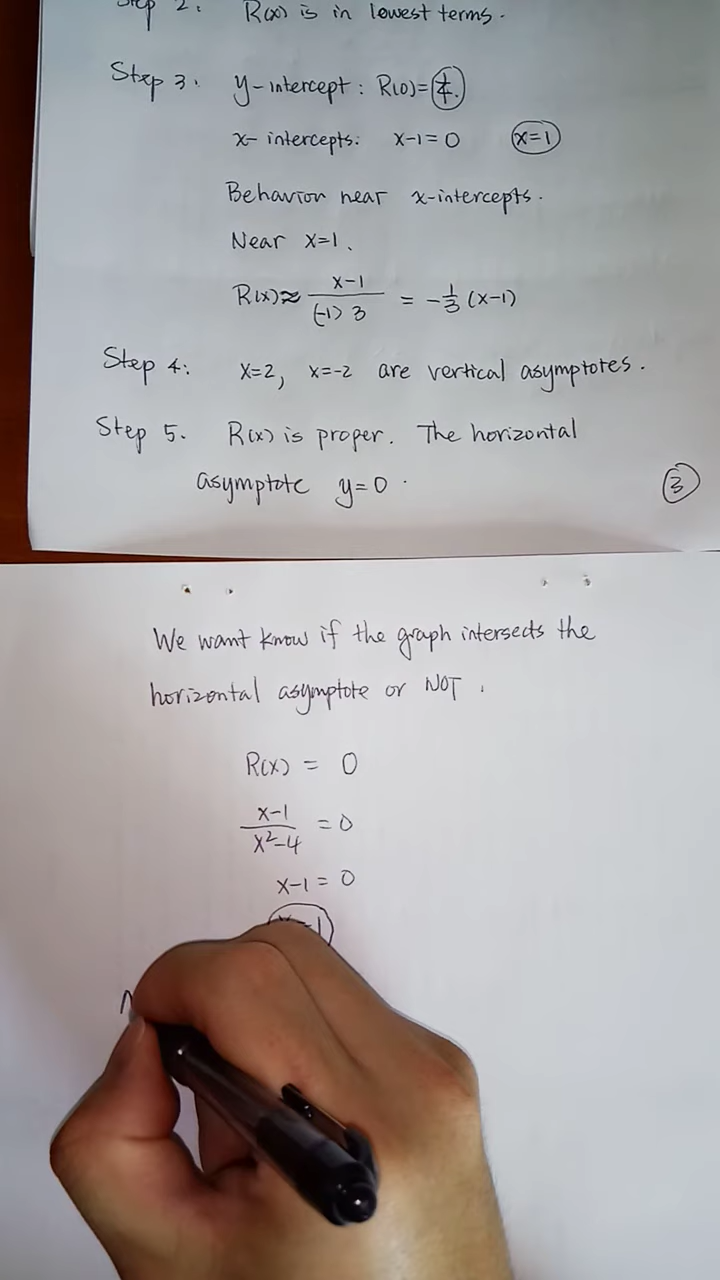 Step 2: R(x) is in lowest terms.
Step 3. y-intercept: R(0)=1/4.
x- intercepts: x-1=0 x=1
Behavior near x-intercepts.
Near x=1.
R(x)≈ (x-1)/((-1) 3) = -1/3 (x-1)
Step 4: x=2, x=-2 are vertical asymptotes.
Step 5. R(x) is proper. The horizontal
asymptote y=0.
3
We want know if the graph intersects the
horizontal asymptote or NOT.
R(x) = 0
(x-1)/(x²-4) = 0
x-1=0